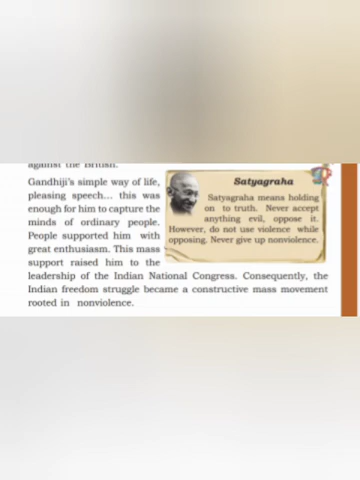 against the British.
Gandhiji's simple way of life,
pleasing speech... this was
enough for him to capture the
minds of ordinary people.
People supported him with
great enthusiasm. This mass
support raised him to the
leadership of the Indian National Congress. Consequently, the
Indian freedom struggle became a constructive mass movement
rooted in nonviolence.
Satyagraha
Satyagraha means holding
on to truth. Never accept
anything evil, oppose it.
However, do not use violence while
opposing. Never give up nonviolence.